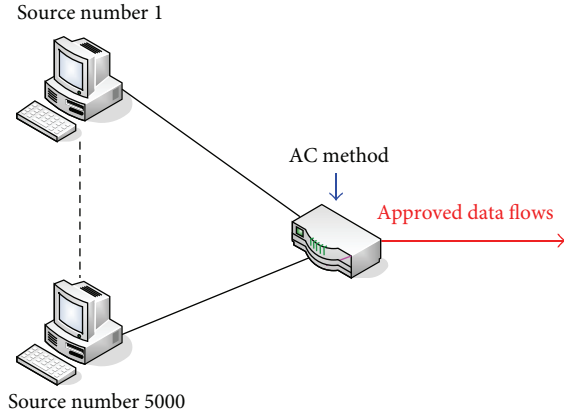 Source number 1
AC method
Approved data flows
Source number 5000